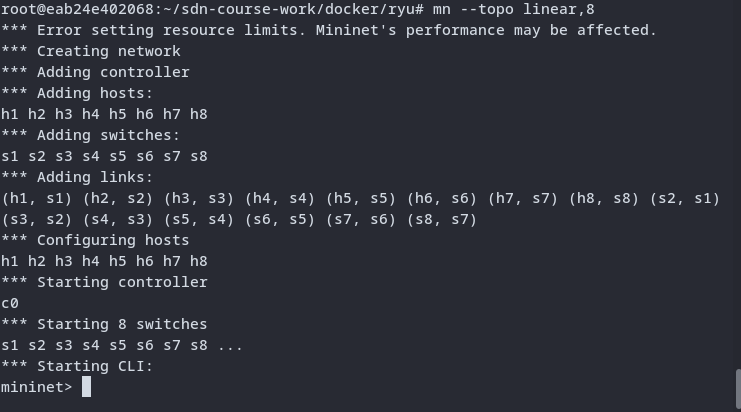 root@eab24e402068:~/sdn-course-work/docker/ryu# mn --topo linear,8
*** Error setting resource limits. Mininet's performance may be affected.
*** Creating network
*** Adding controller
*** Adding hosts:
h1 h2 h3 h4 h5 h6 h7 h8
*** Adding switches:
s1 s2 s3 s4 s5 s6 s7 s8
*** Adding links:
(h1, s1) (h2, s2) (h3, s3) (h4, s4) (h5, s5) (h6, s6) (h7, s7) (h8, s8) (s2, s1)
(s3, s2) (s4, s3) (s5, s4) (s6, s5) (s7, s6) (s8, s7)
*** Configuring hosts
h1 h2 h3 h4 h5 h6 h7 h8
*** Starting controller
c0
*** Starting 8 switches
s1 s2 s3 s4 s5 s6 s7 s8 ...
*** Starting CLI:
mininet>